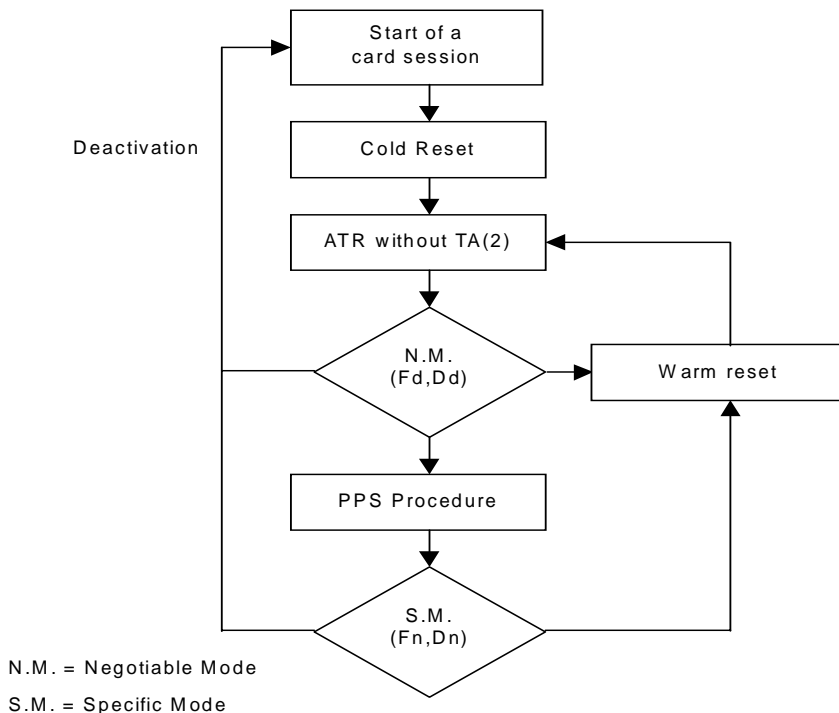 Start of a
card session
Deactivation
Cold Reset
ATR without TA(2)
N.M.
(Fd,Dd)
Warm reset
PPS Procedure
S.M.
(Fn,Dn)
N.M. = Negotiable Mode
S.M. = Specific Mode